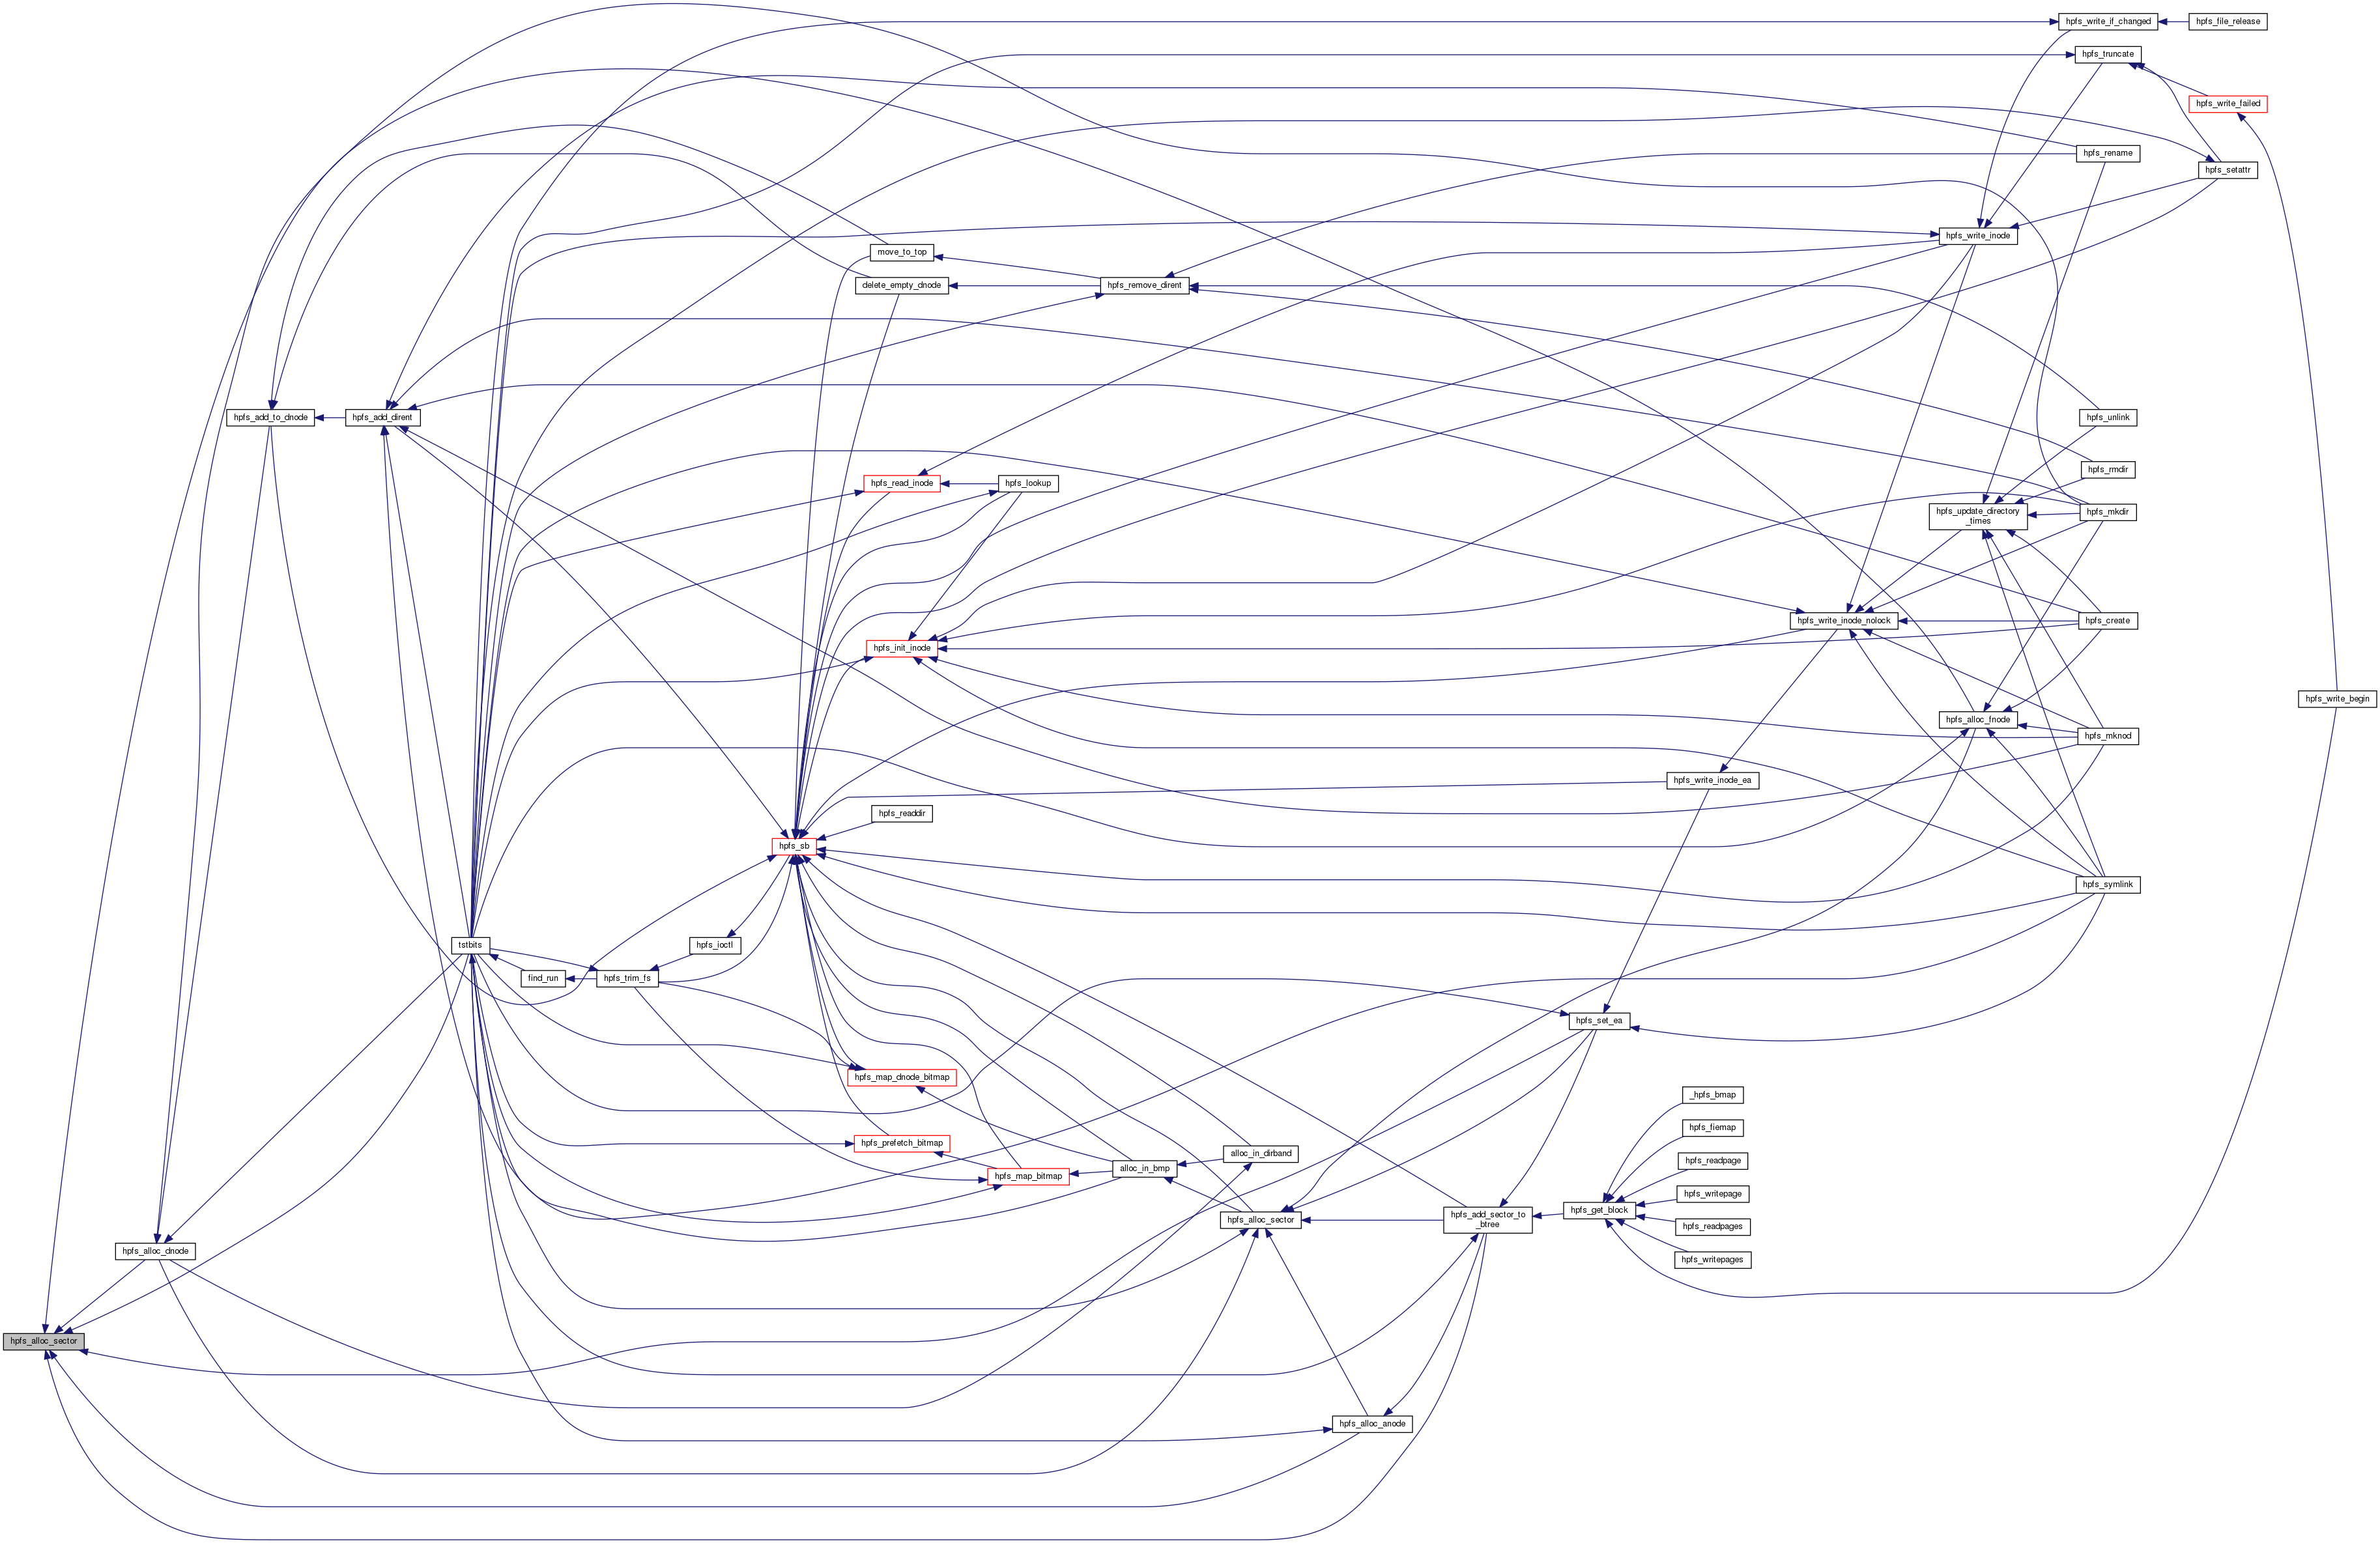 hpfs_write_if_changed
hpfs_file_release
hpfs_truncate
hpfs_write_failed
hpfs_rename
hpfs_setattr
hpfs_write_inode
move_to_top
delete_empty_dnode
hpfs_remove_dirent
hpfs_add_to_dnode
hpfs_add_dirent
hpfs_unlink
hpfs_rmdir
hpfs_read_inode
hpfs_lookup
hpfs_update_directory
_times
hpfs_mkdir
hpfs_write_inode_nolock
hpfs_create
hpfs_init_inode
hpfs_write_begin
hpfs_alloc_fnode
hpfs_mknod
hpfs_write_inode_ea
hpfs_readdir
hpfs_sb
hpfs_symlink
tstbits
hpfs_ioctl
find_run
hpfs_trim_fs
hpfs_set_ea
hpfs_map_dnode_bitmap
_hpfs_bmap
hpfs_fiemap
hpfs_prefetch_bitmap
alloc_in_dirband
hpfs_readpage
alloc_in_bmp
hpfs_map_bitmap
hpfs_writepage
hpfs_get_block
hpfs_alloc_sector
hpfs_add_sector_to
_btree
hpfs_readpages
hpfs_alloc_dnode
hpfs_writepages
hpfs_alloc_sector
hpfs_alloc_anode